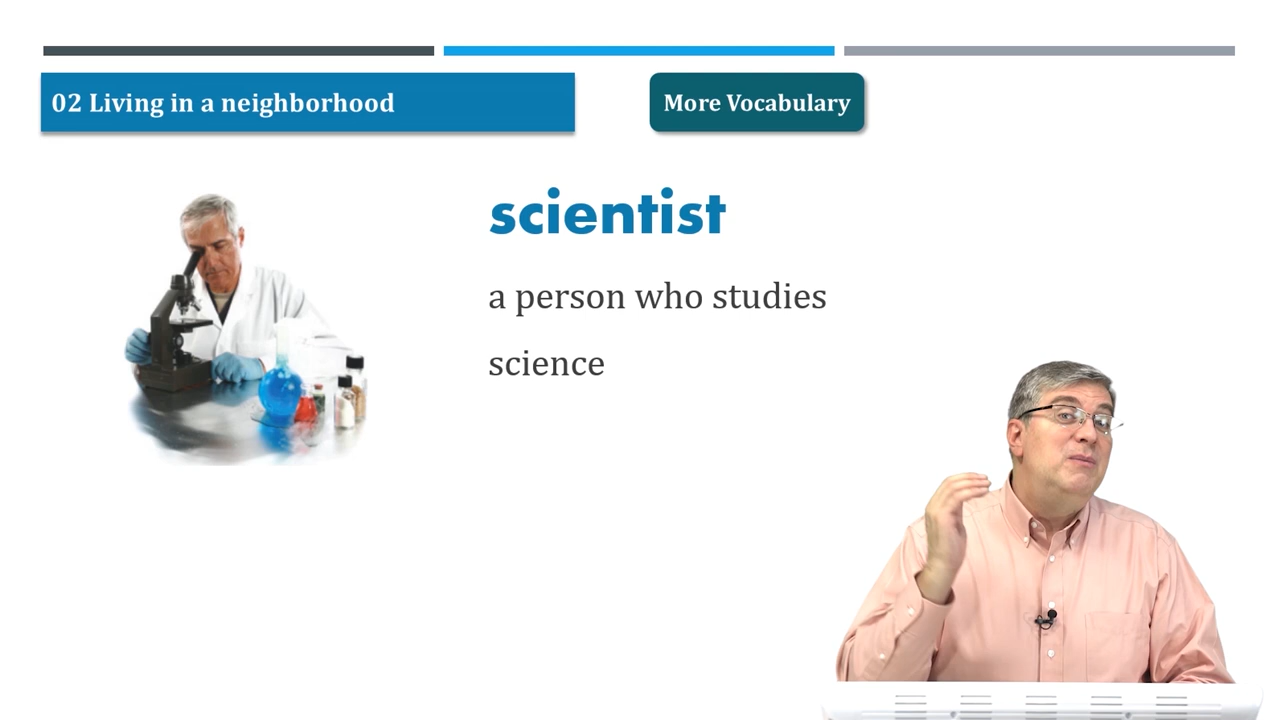 02 Living in a neighborhood
More Vocabulary
scientist
a person who studies
science